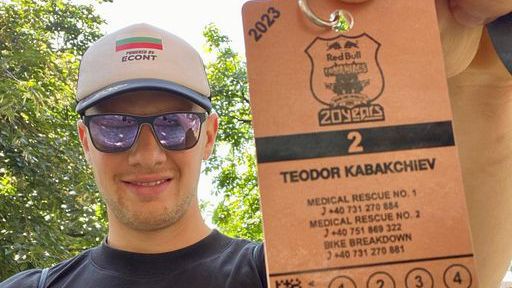 POWERED BY
ECONT
2023
Red Bull
ROMANIACS
20years
2
TEODOR KABAKCHiEV
MEDICAL RESCUE NO. 1
+40 731 270 884
MEDICAL RESCUE NO. 2
+40 751 869 322
BIKE BREAKDOWN
+40 731 270 881
1 2 3 4